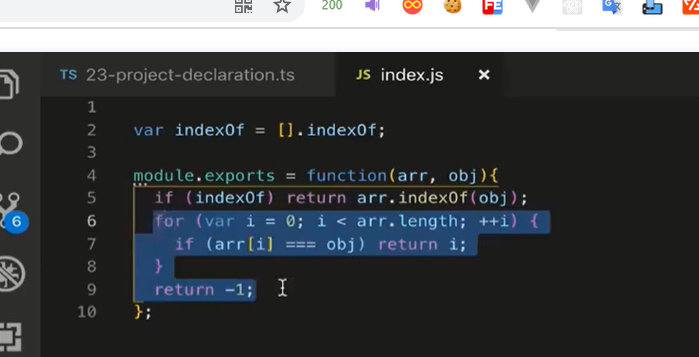 200
FE
TS 23-project-declaration.ts
JS index.js ×
1
2 var indexOf = [].indexOf;
3
4 module.exports = function(arr, obj){
5 if (indexOf) return arr.indexOf(obj);
6 for (var i = 0; i < arr.length; ++i) {
7 if (arr[i] === obj) return i;
8 }
9 return -1;
10 };
6